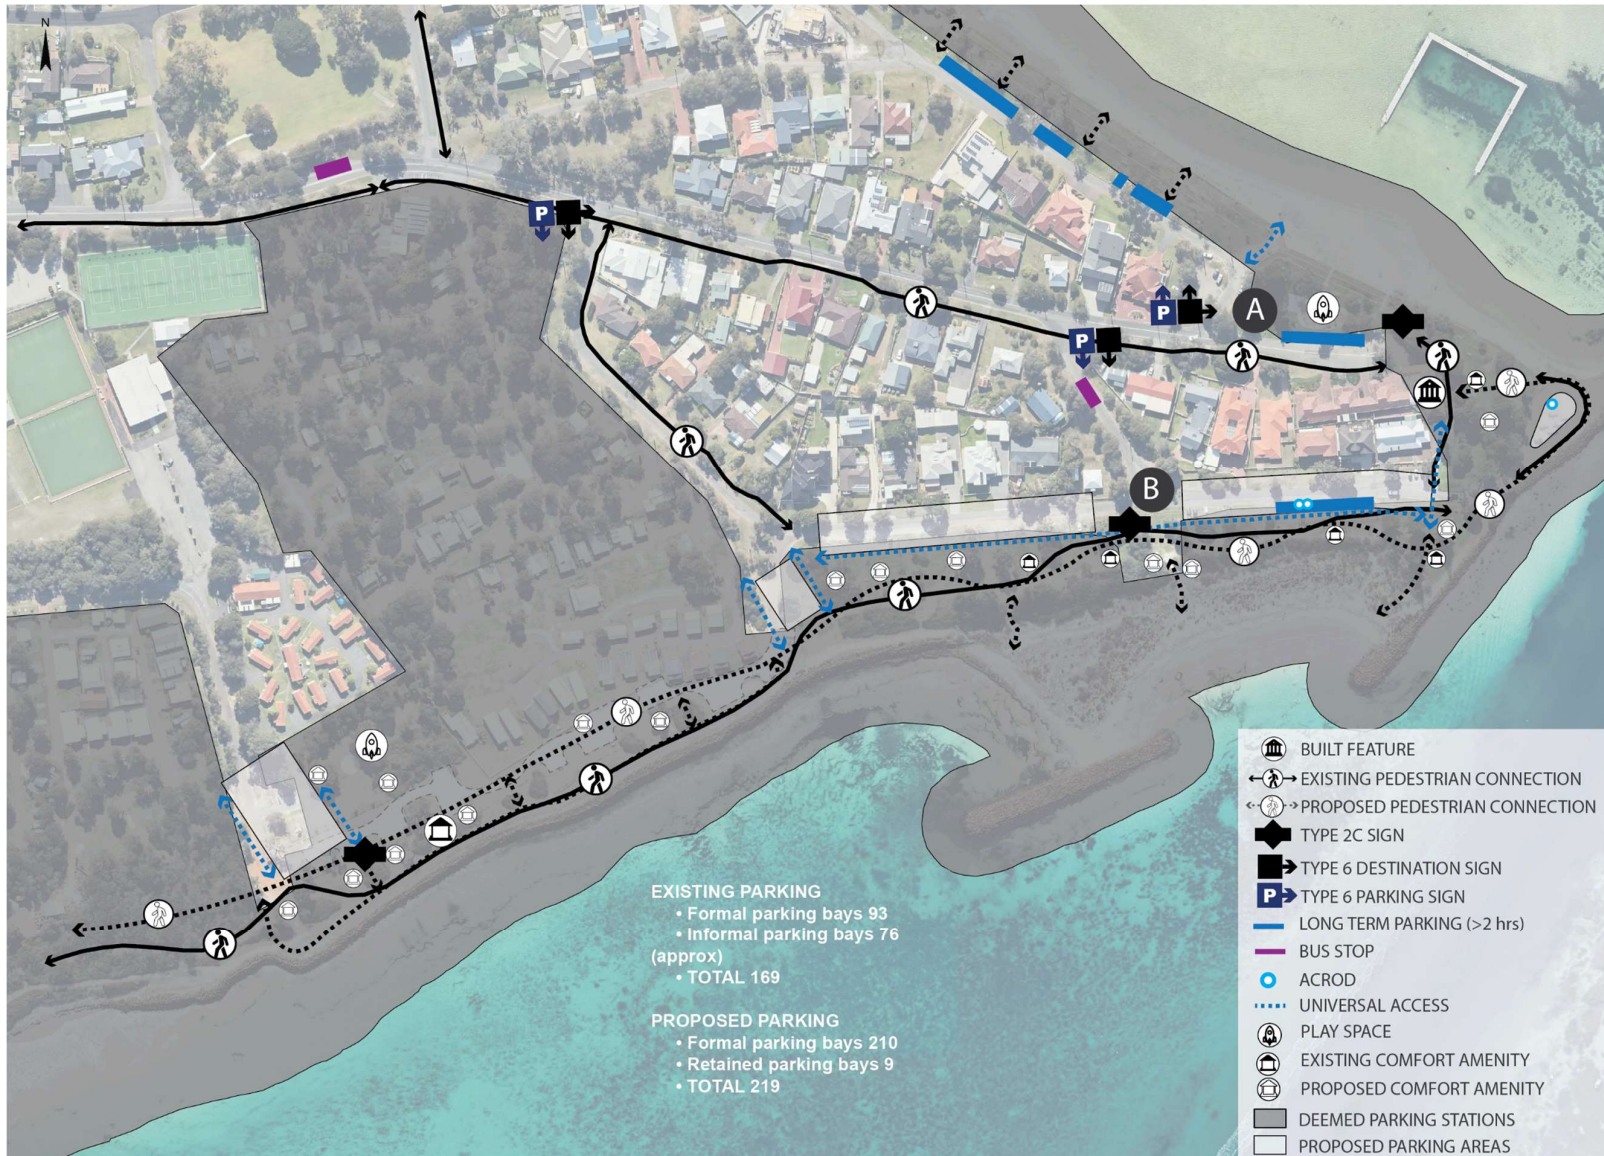 N
P
P
A
P
B
BUILT FEATURE
EXISTING PEDESTRIAN CONNECTION
PROPOSED PEDESTRIAN CONNECTION
TYPE 2C SIGN
TYPE 6 DESTINATION SIGN
P TYPE 6 PARKING SIGN
LONG TERM PARKING (>2 hrs)
BUS STOP
ACROD
UNIVERSAL ACCESS
PLAY SPACE
EXISTING COMFORT AMENITY
PROPOSED COMFORT AMENITY
DEEMED PARKING STATIONS
PROPOSED PARKING AREAS
EXISTING PARKING
• Formal parking bays 93
• Informal parking bays 76
(approx)
• TOTAL 169
PROPOSED PARKING
• Formal parking bays 210
• Retained parking bays 9
• TOTAL 219